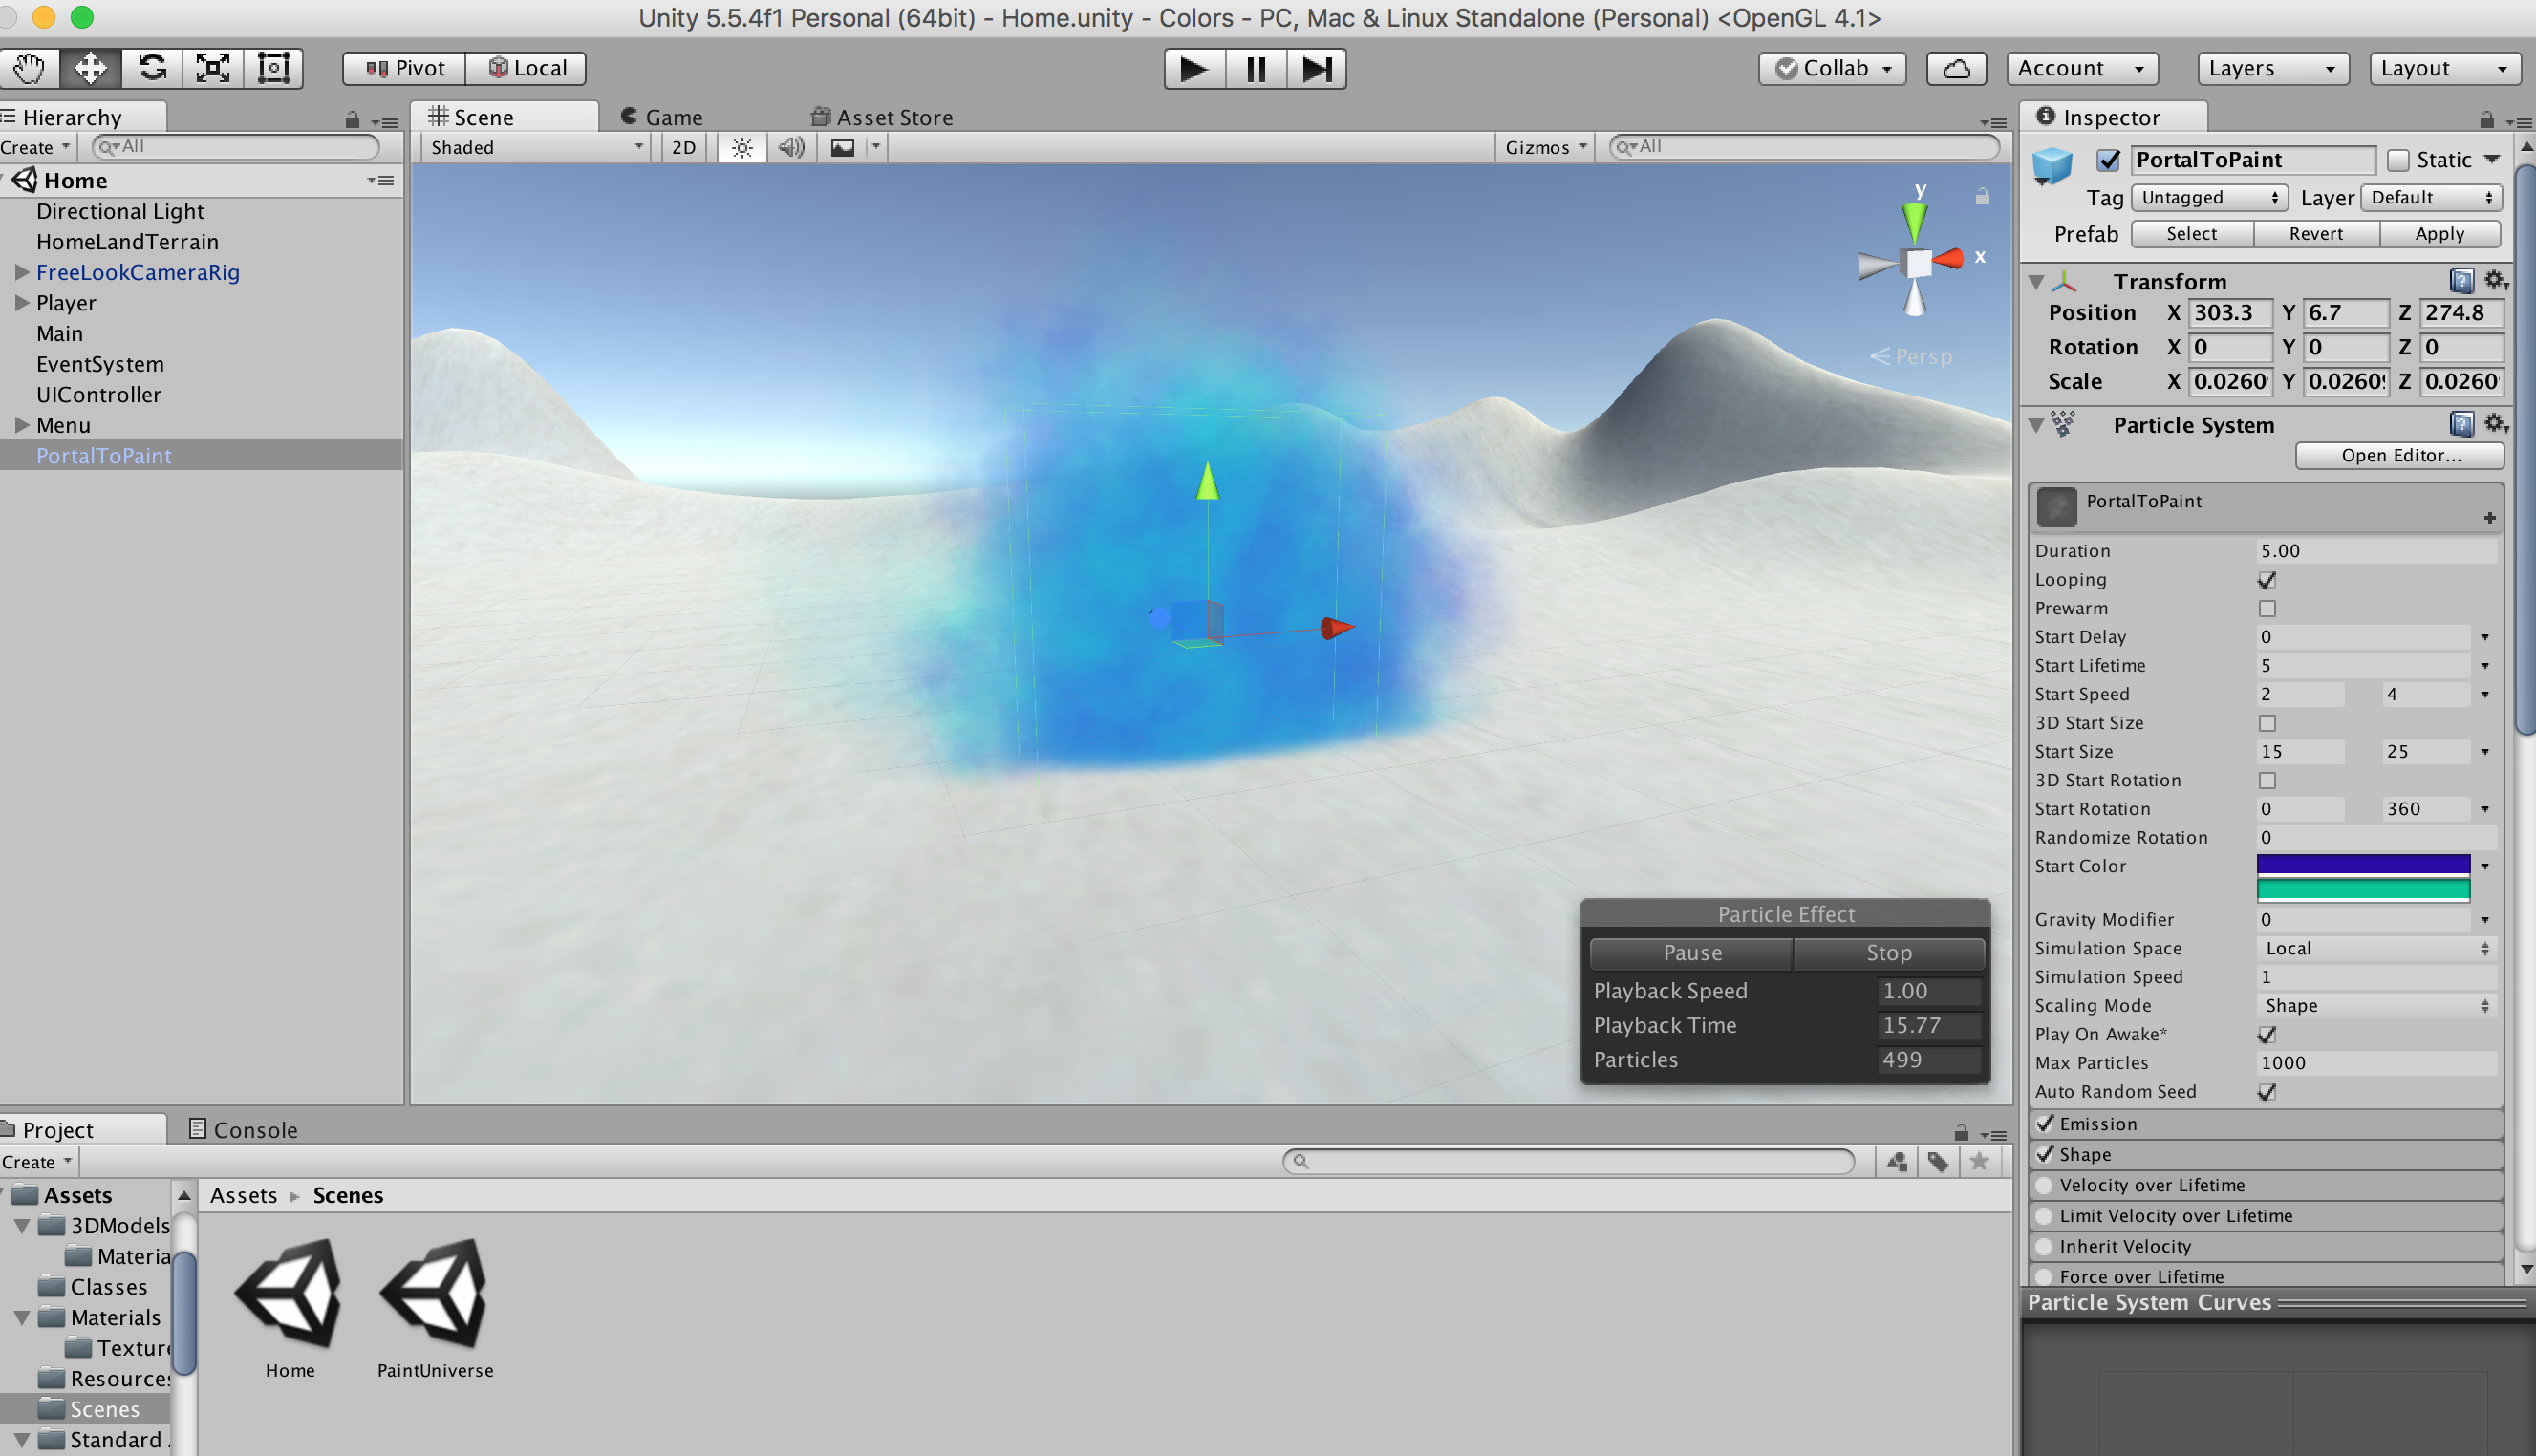 Unity 5.5.4f1 Personal (64bit) - Home.unity - Colors - PC, Mac & Linux Standalone (Personal) <OpenGL 4.1>
Pivot Local Collab Account Layers Layout
Hierarchy
Create All
Home
Directional Light
HomeLandTerrain
FreeLookCameraRig
Player
Main
EventSystem
UIController
Menu
PortalToPaint
Scene Game Asset Store
Shaded 2D Gizmos All
y
x
Persp
Particle Effect
Pause Stop
Playback Speed 1.00
Playback Time 15.77
Particles 499
Inspector
PortalToPaint Static
Tag Untagged Layer Default
Prefab Select Revert Apply
Transform
Position X 303.3 Y 6.7 Z 274.8
Rotation X 0 Y 0 Z 0
Scale X 0.0260 Y 0.0260 Z 0.0260
Particle System
Open Editor...
PortalToPaint
Duration 5.00
Looping
Prewarm
Start Delay 0
Start Lifetime 5
Start Speed 2 4
3D Start Size
Start Size 15 25
3D Start Rotation
Start Rotation 0 360
Randomize Rotation 0
Start Color
Gravity Modifier 0
Simulation Space Local
Simulation Speed 1
Scaling Mode Shape
Play On Awake*
Max Particles 1000
Auto Random Seed
Emission
Shape
Velocity over Lifetime
Limit Velocity over Lifetime
Inherit Velocity
Force over Lifetime
Particle System Curves
Project Console
Create
Assets
3DModels
Materia
Classes
Materials
Texture
Resources
Scenes
Standard
Assets Scenes
Home PaintUniverse